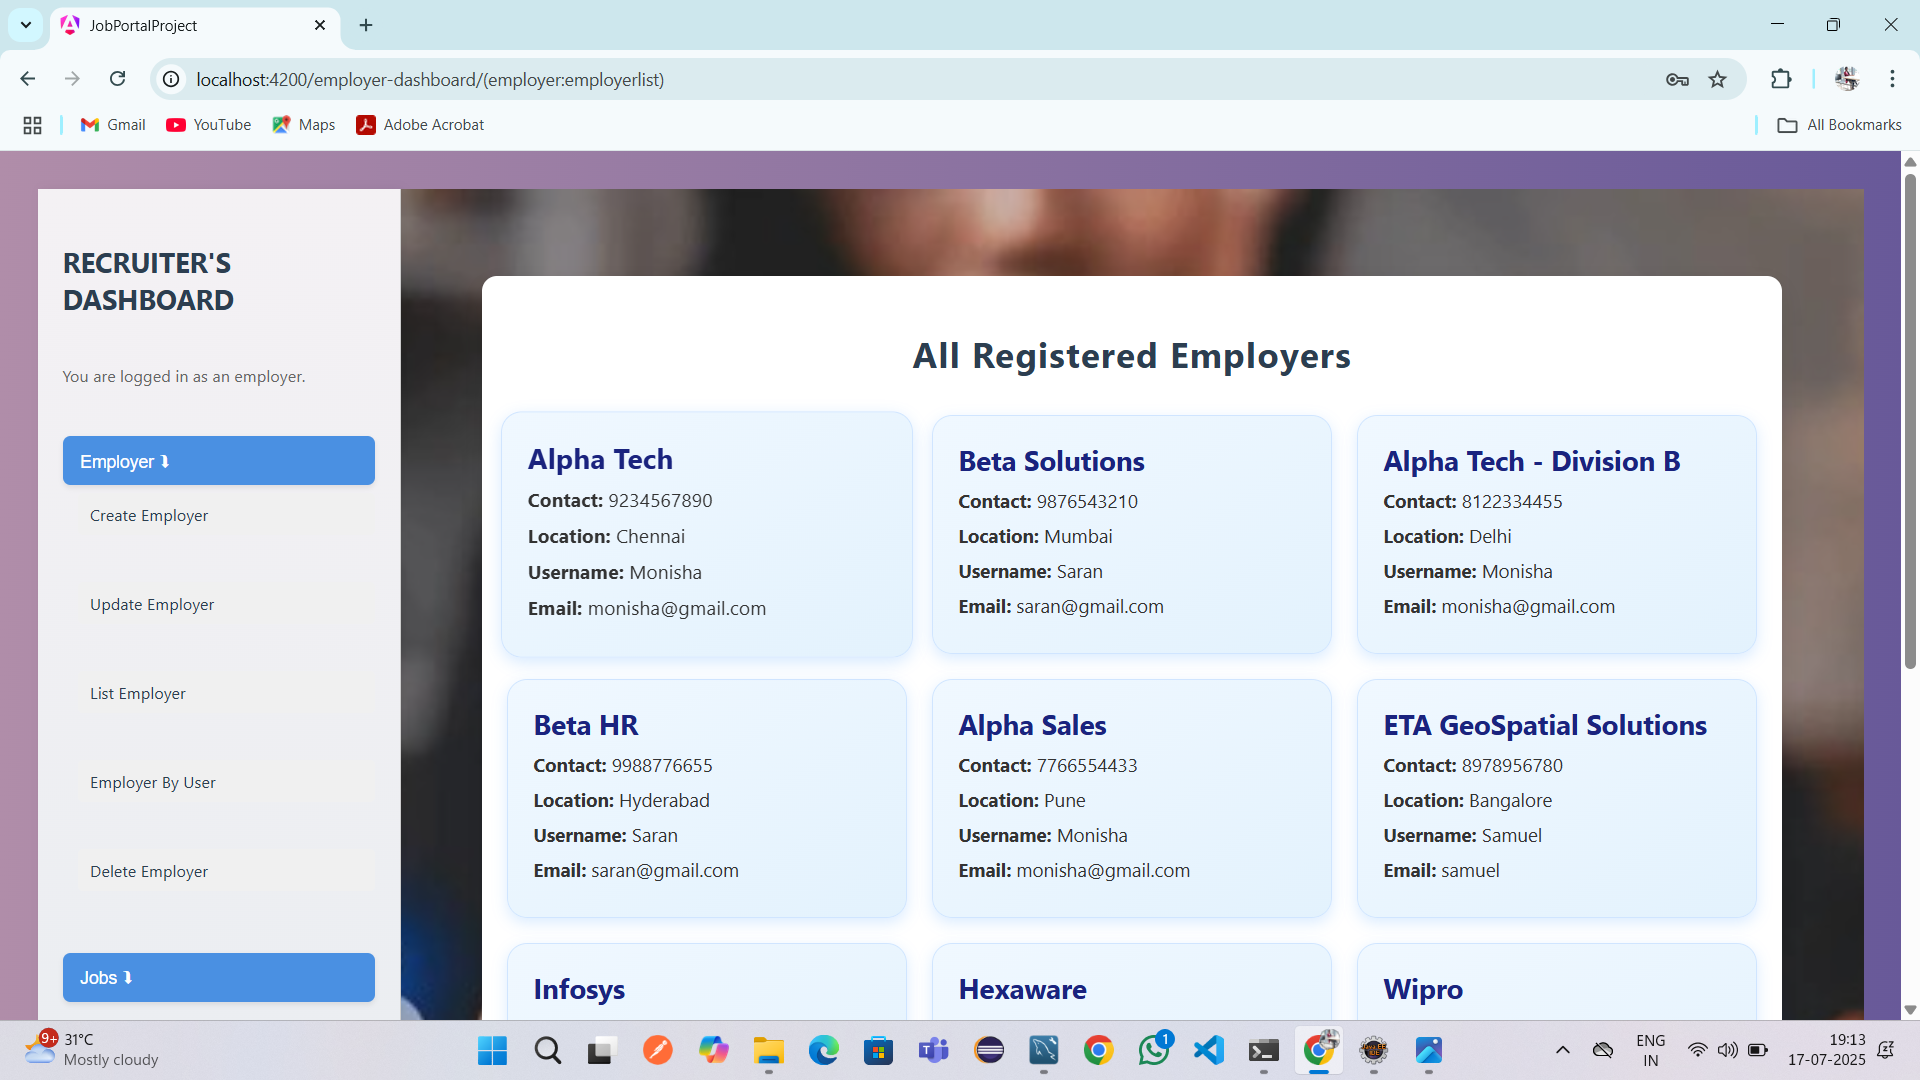 JobPortalProject
localhost:4200/employer-dashboard/(employer:employerlist)
Gmail
YouTube
Maps
Adobe Acrobat
All Bookmarks
RECRUITER'S
DASHBOARD
You are logged in as an employer.
Employer ⮧
Create Employer
Update Employer
List Employer
Employer By User
Delete Employer
Jobs ⮧
All Registered Employers
Alpha Tech
Contact: 9234567890
Location: Chennai
Username: Monisha
Email: monisha@gmail.com
Beta Solutions
Contact: 9876543210
Location: Mumbai
Username: Saran
Email: saran@gmail.com
Alpha Tech - Division B
Contact: 8122334455
Location: Delhi
Username: Monisha
Email: monisha@gmail.com
Beta HR
Contact: 9988776655
Location: Hyderabad
Username: Saran
Email: saran@gmail.com
Alpha Sales
Contact: 7766554433
Location: Pune
Username: Monisha
Email: monisha@gmail.com
ETA GeoSpatial Solutions
Contact: 8978956780
Location: Bangalore
Username: Samuel
Email: samuel
Infosys
Hexaware
Wipro
9+
31°C
Mostly cloudy
1
ENG
IN
19:13
17-07-2025